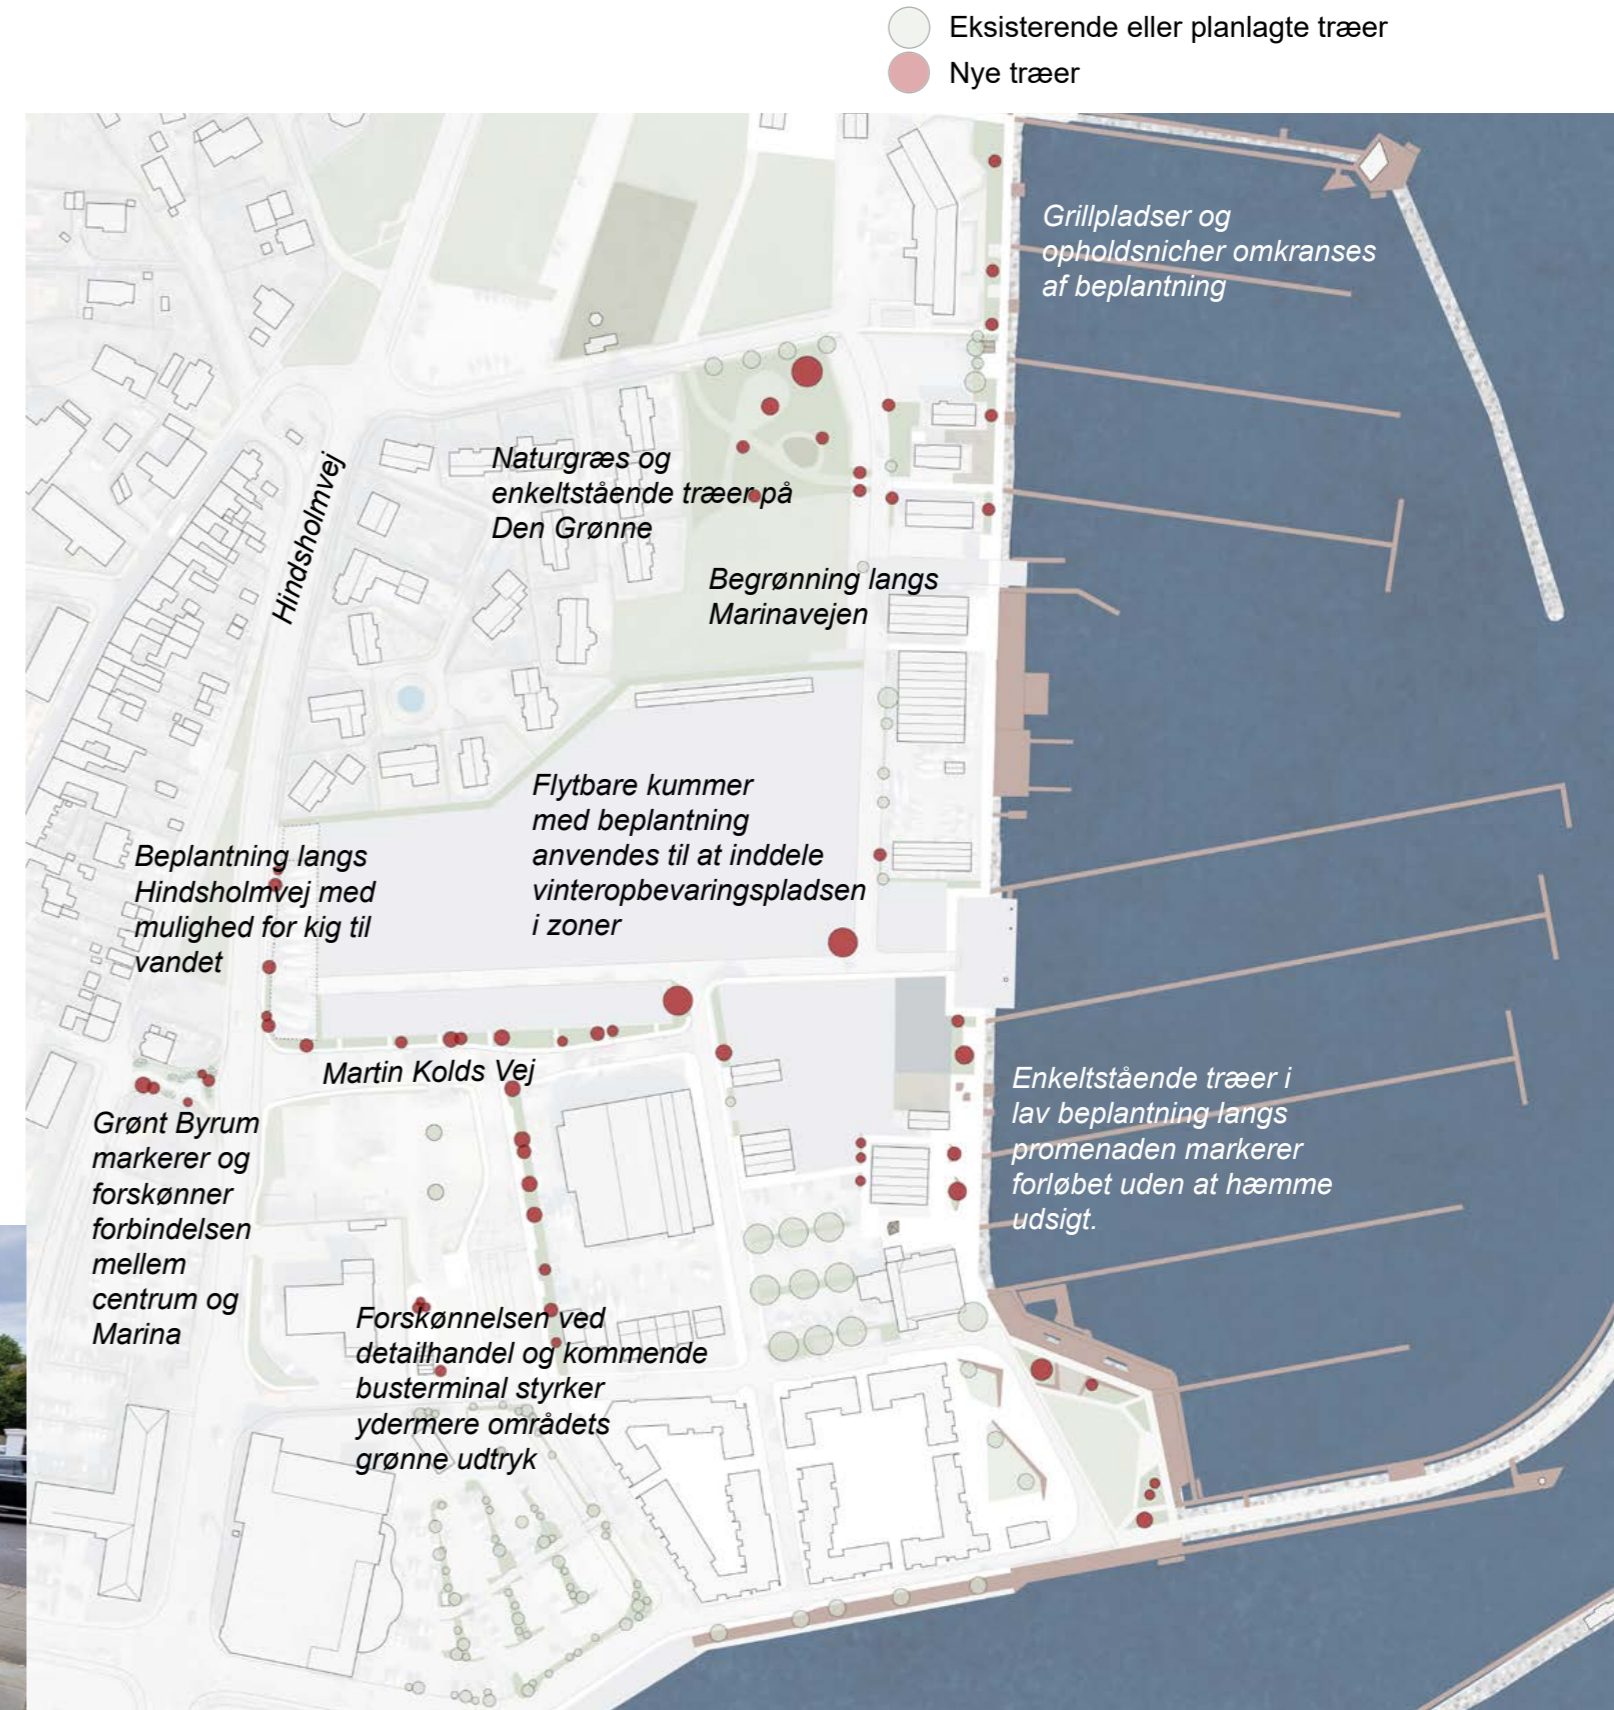 Eksisterende eller planlagte træer
Nye træer
Grillpladser og
opholdsnicher omkranses
af beplantning
Hindsholmvej
Naturgræs og
enkeltstående træer på
Den Grønne
Begrønning langs
Marinavejen
Flytbare kummer
med beplantning
anvendes til at inddele
vinteropbevaringspladsen
i zoner
Beplantning langs
Hindsholmvej med
mulighed for kig til
vandet
Martin Kolds Vej
Enkeltstående træer i
lav beplantning langs
promenaden markerer
forløbet uden at hæmme
udsigt.
Grønt Byrum
markerer og
forskønner
forbindelsen
mellem
centrum og
Marina
Forskønnelsen ved
detailhandel og kommende
busterminal styrker
ydermere områdets
grønne udtryk